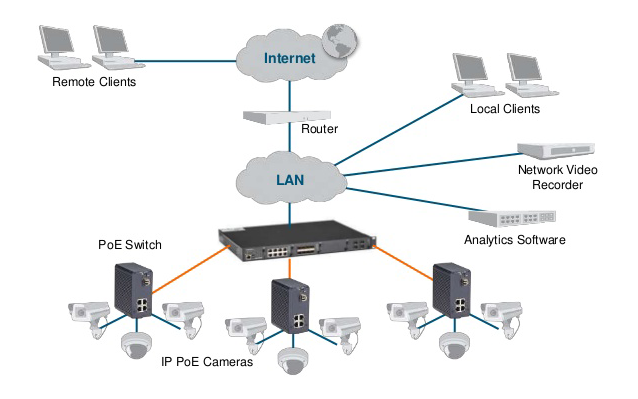 Internet
Remote Clients
Local Clients
Router
Network Video
Recorder
LAN
Analytics Software
PoE Switch
IP PoE Cameras